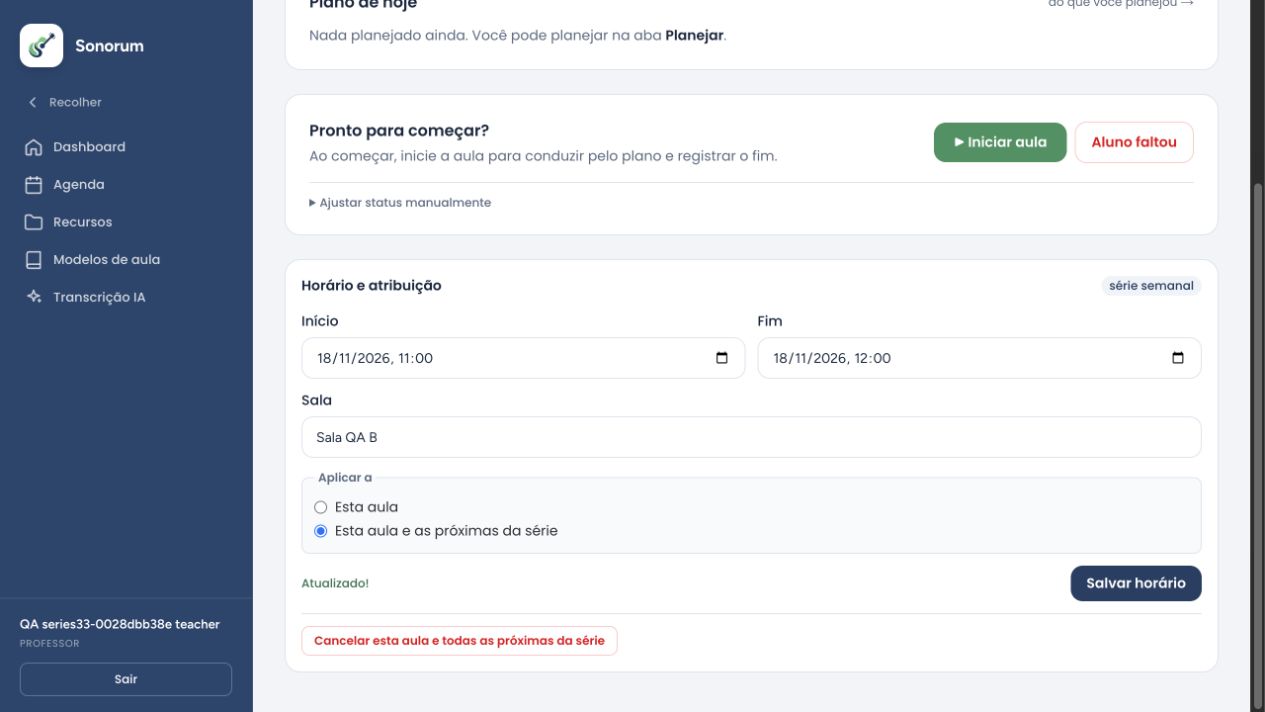 Sonorum
Recolher
Dashboard
Agenda
Recursos
Modelos de aula
Transcrição IA
QA series33-0028dbb38e teacher
PROFESSOR
Sair
Plano de hoje
do que você planejou →
Nada planejado ainda. Você pode planejar na aba Planejar.
Pronto para começar?
Ao começar, inicie a aula para conduzir pelo plano e registrar o fim.
Iniciar aula
Aluno faltou
Ajustar status manualmente
Horário e atribuição
série semanal
Início
Fim
18/11/2026, 11:00
18/11/2026, 12:00
Sala
Sala QA B
Aplicar a
Esta aula
Esta aula e as próximas da série
Atualizado!
Salvar horário
Cancelar esta aula e todas as próximas da série